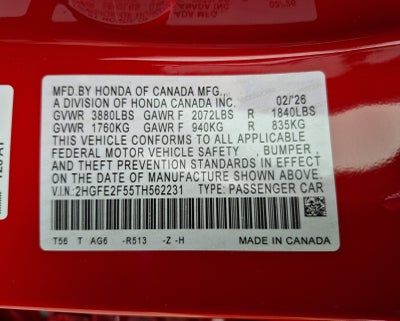 02/'26
MFD.BY HONDA OF CANADA MFG.,
A DIVISION OF HONDA CANADA INC. 02/'26
GVWR 3880LBS GAWR F 2072LBS R 1840LBS
GVWR 1760KG GAWR F 940KG R 835KG
THIS VEHICLE CONFORMS TO ALL APPLICABLE
FEDERAL MOTOR VEHICLE SAFETY , BUMPER ,
AND THEFT PREVENTION STANDARDS IN EFFECT ON
THE DATE OF MANUFACTURE SHOWN ABOVE.
V.I.N: 2HGFE2F55TH562231 TYPE: PASSENGER CAR
T56 T AG6 -R513 -Z -H
MADE IN CANADA